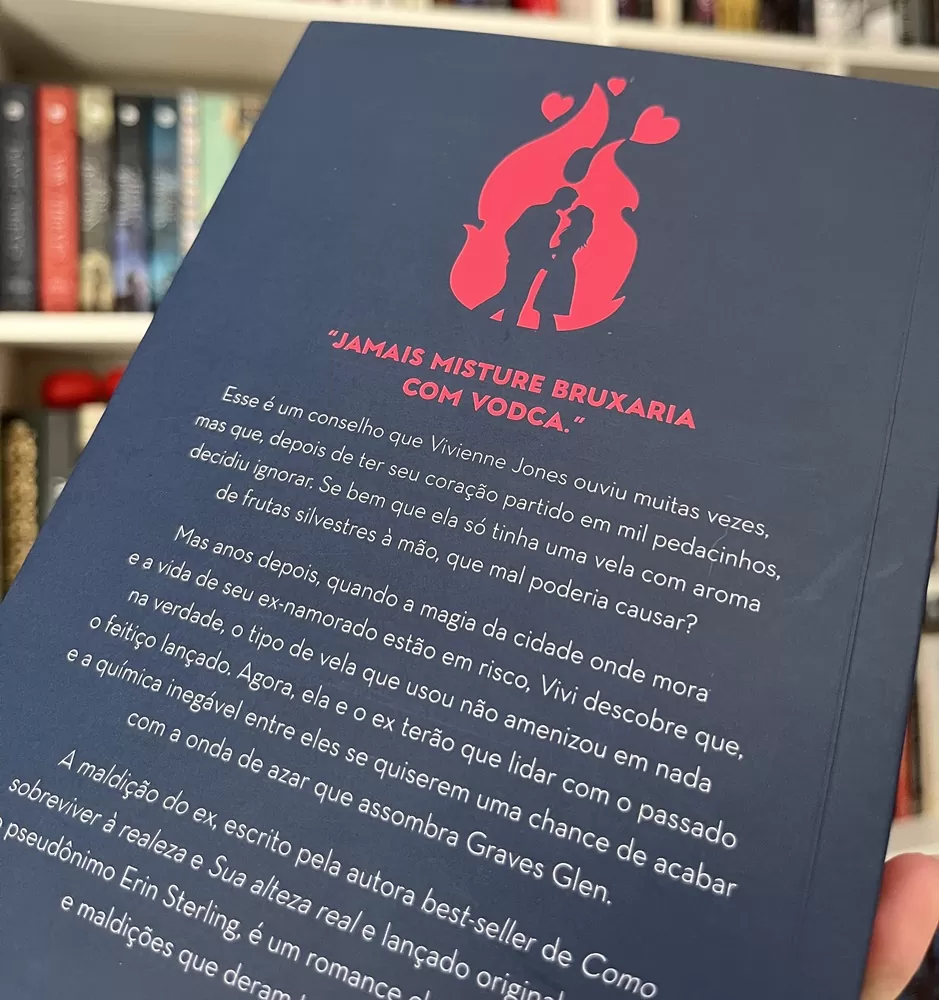 “JAMAIS MISTURE BRUXARIA
COM VODCA.”
Esse é um conselho que Vivienne Jones ouviu muitas vezes,
mas que, depois de ter seu coração partido em mil pedacinhos,
decidiu ignorar. Se bem que ela só tinha uma vela com aroma
de frutas silvestres à mão, que mal poderia causar?
Mas anos depois, quando a magia da cidade onde mora
e a vida de seu ex-namorado estão em risco, Vivi descobre que,
na verdade, o tipo de vela que usou não amenizou em nada
o feitiço lançado. Agora, ela e o ex terão que lidar com o passado
e a química inegável entre eles se quiserem uma chance de acabar
com a onda de azar que assombra Graves Glen.
A maldição do ex, escrito pela autora best-seller de Como
sobreviver à realeza e Sua alteza real e lançado
pseudônimo Erin Sterling, é um romance
e maldições que deram